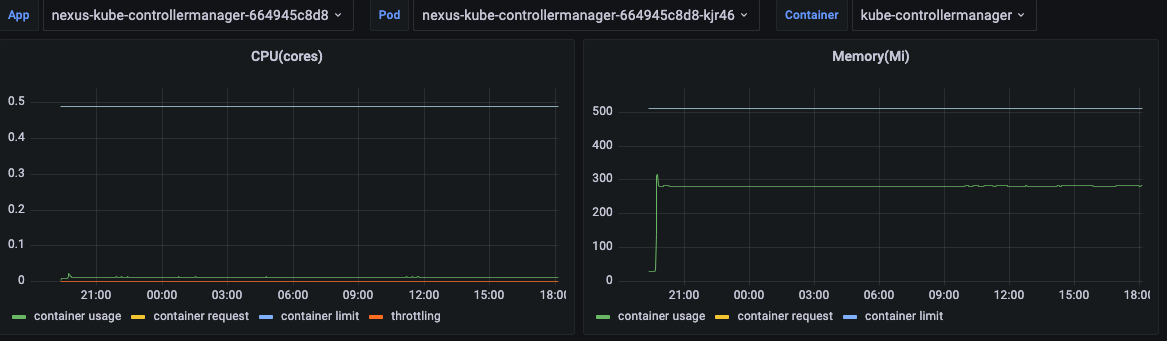 App nexus-kube-controllermanager-664945c8d8 Pod nexus-kube-controllermanager-664945c8d8-kjr46 Container kube-controllermanager
CPU(cores)
0.5
0.4
0.3
0.2
0.1
0
21:00 00:00 03:00 06:00 09:00 12:00 15:00 18:00
container usage container request container limit throttling
Memory(Mi)
500
400
300
200
100
0
21:00 00:00 03:00 06:00 09:00 12:00 15:00 18:00
container usage container request container limit